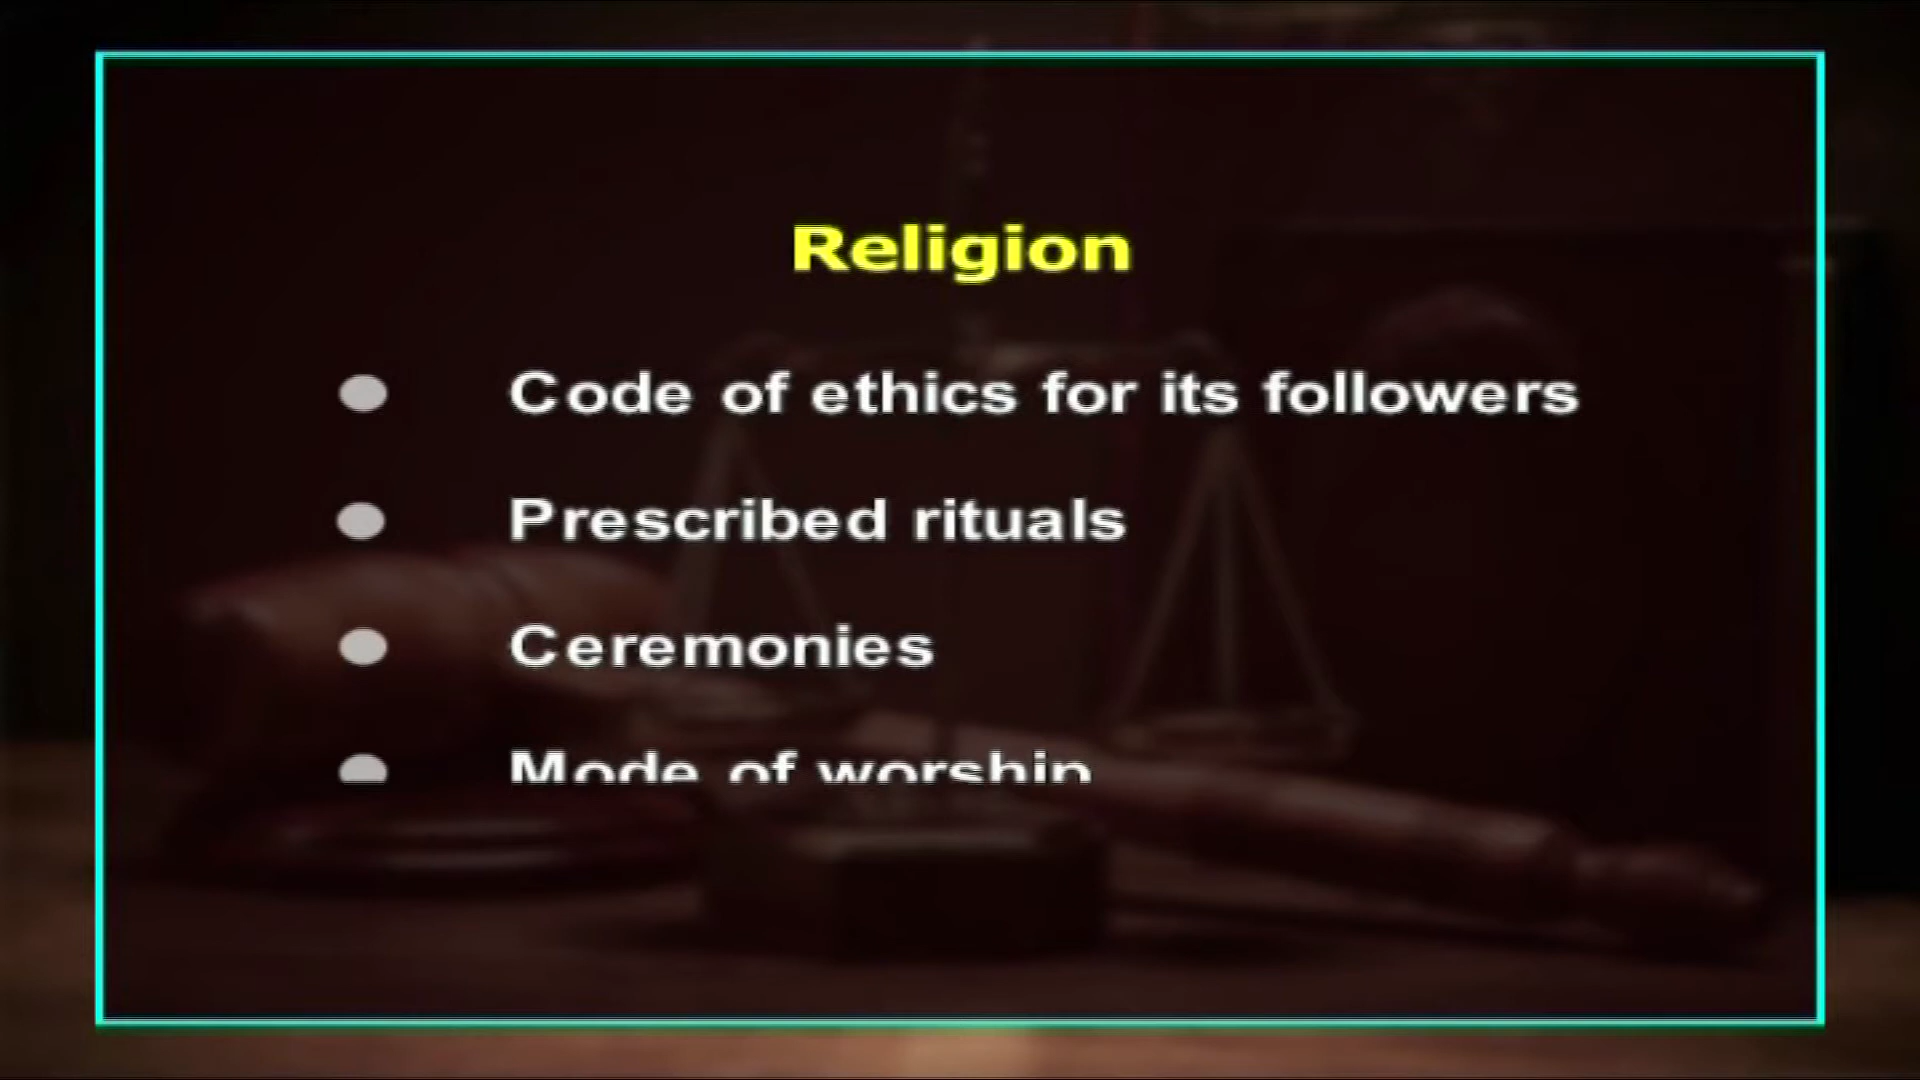 Religion
Code of ethics for its followers
Prescribed rituals
Ceremonies
Mode of worship